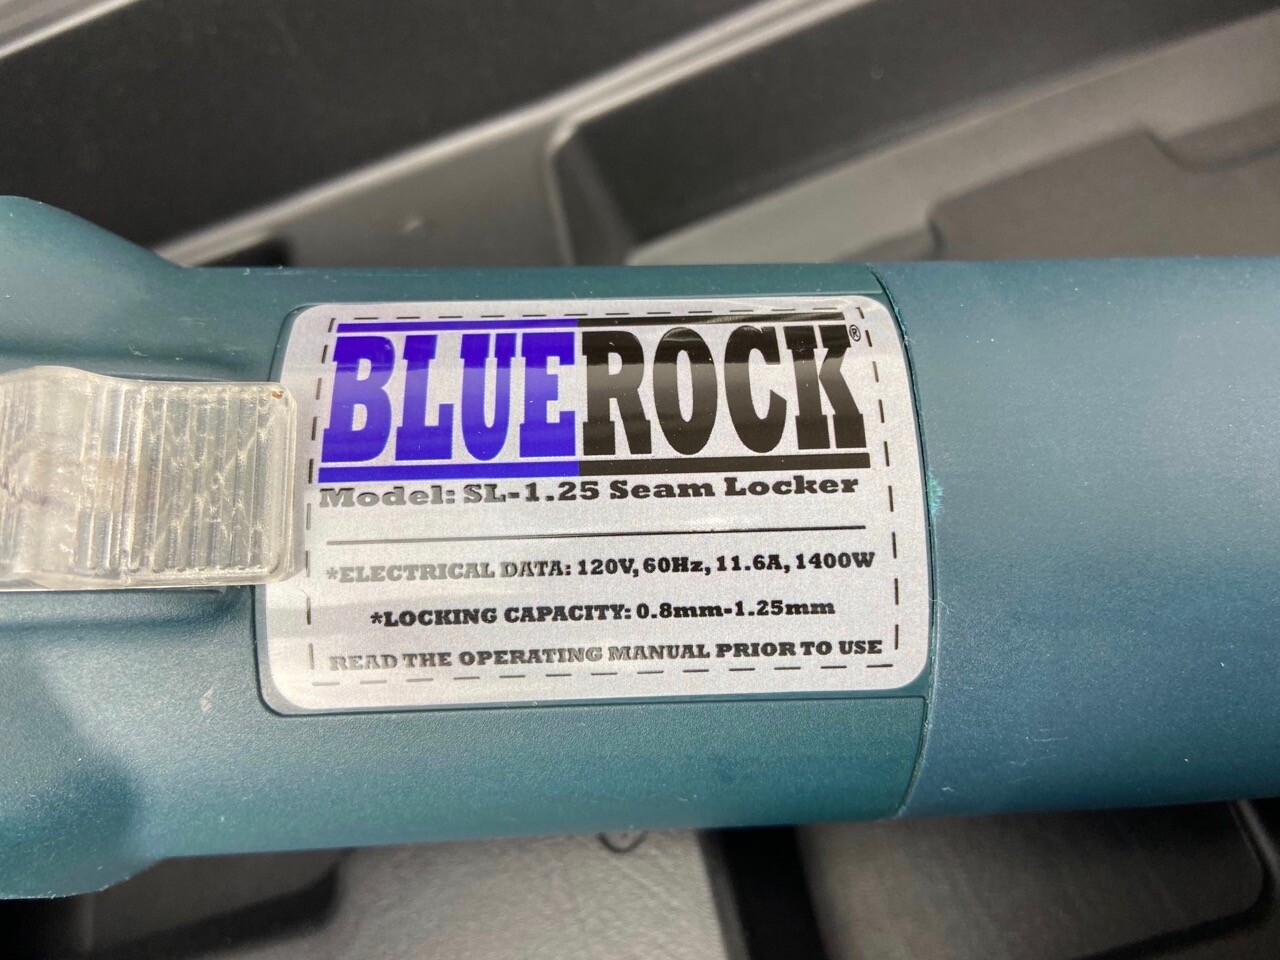 BLUEROCK®
Model: SL-1.25 Seam Locker
*ELECTRICAL DATA: 120V, 60Hz, 11.6A, 1400W
*LOCKING CAPACITY: 0.8mm-1.25mm
READ THE OPERATING MANUAL PRIOR TO USE